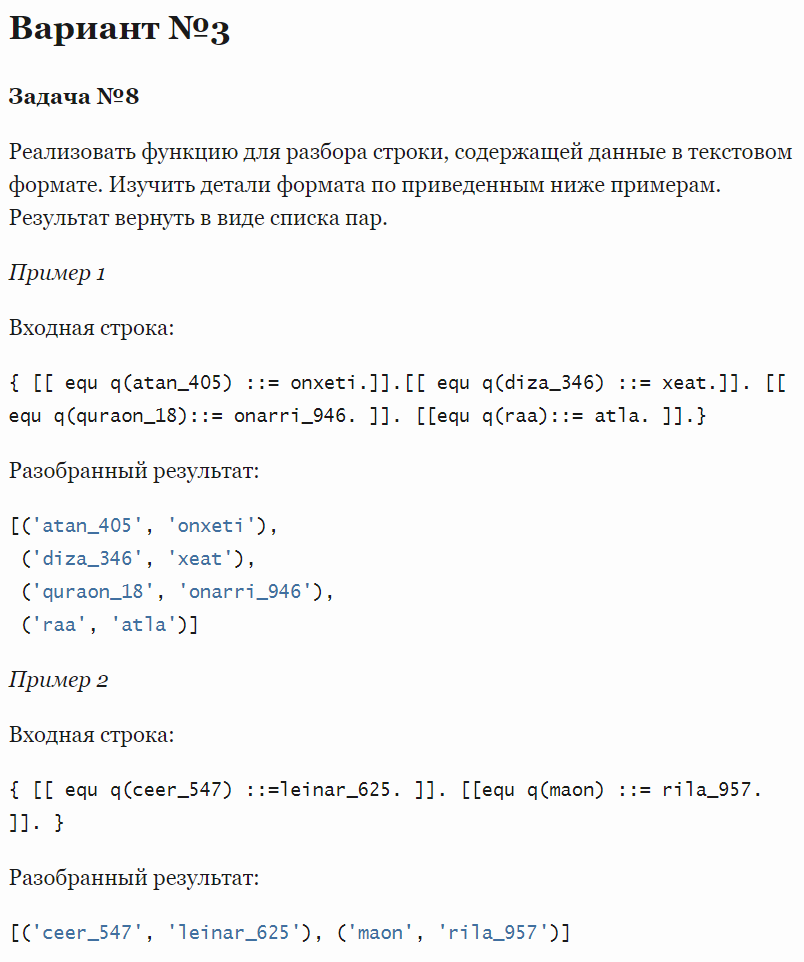 Вариант №3
Задача №8
Реализовать функцию для разбора строки, содержащей данные в текстовом
формате. Изучить детали формата по приведенным ниже примерам.
Результат вернуть в виде списка пар.
Пример 1
Входная строка:
{ [[ equ q(atan_405) ::= onxeti.]].[[ equ q(diza_346) ::= xeat.]]. [[
equ q(quraon_18)::= onarri_946. ]]. [[equ q(raa)::= atla. ]].}
Разобранный результат:
[('atan_405', 'onxeti'),
 ('diza_346', 'xeat'),
 ('quraon_18', 'onarri_946'),
 ('raa', 'atla')]
Пример 2
Входная строка:
{ [[ equ q(ceer_547) ::=leinar_625. ]]. [[equ q(maon) ::= rila_957.
]]. }
Разобранный результат:
[('ceer_547', 'leinar_625'), ('maon', 'rila_957')]